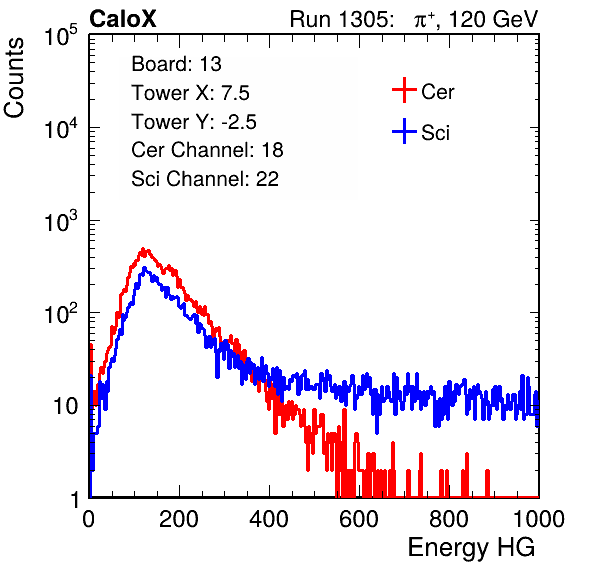 CaloX Run 1305: π⁺, 120 GeV
Counts
Board: 13
Tower X: 7.5
Tower Y: -2.5
Cer Channel: 18
Sci Channel: 22
Cer
Sci
10⁵
10⁴
10³
10²
10
1
0 200 400 600 800 1000
Energy HG